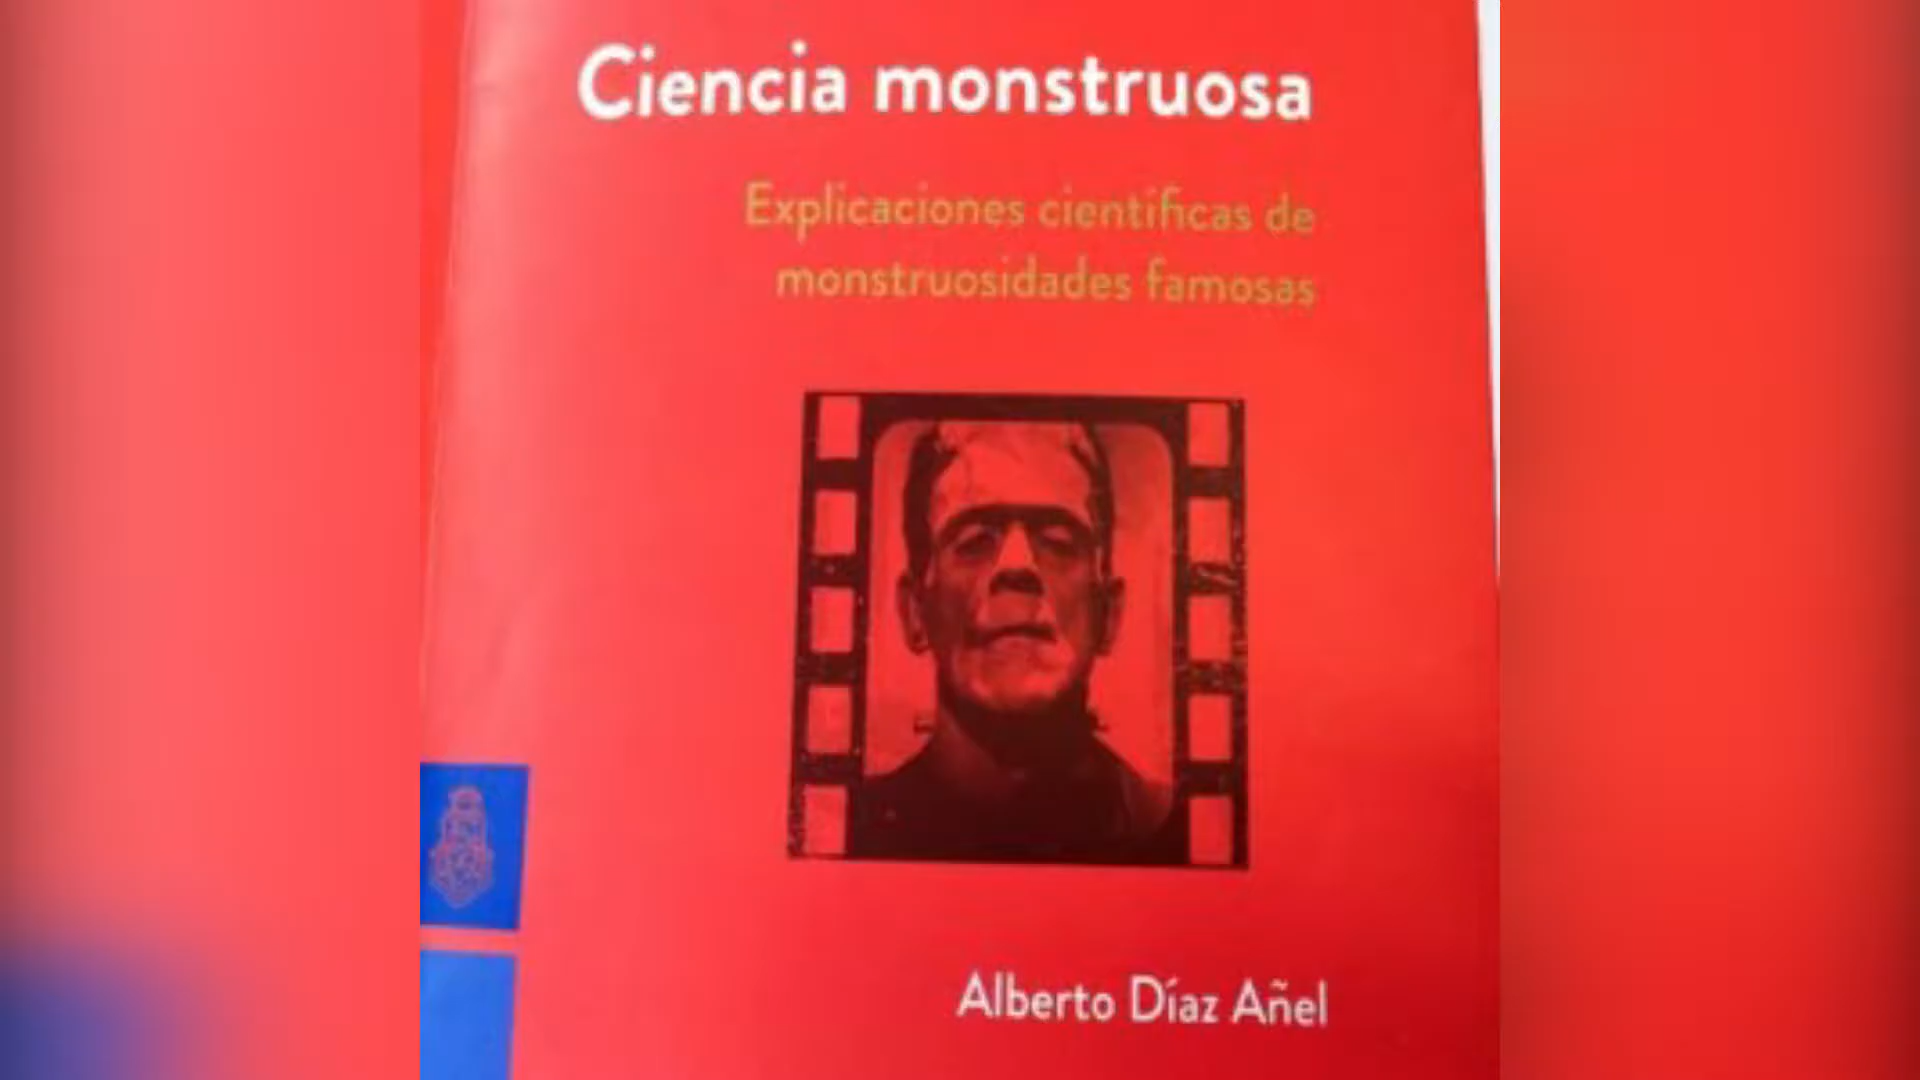 Ciencia monstruosa
Explicaciones científicas de
monstruosidades famosas
Alberto Díaz Añel